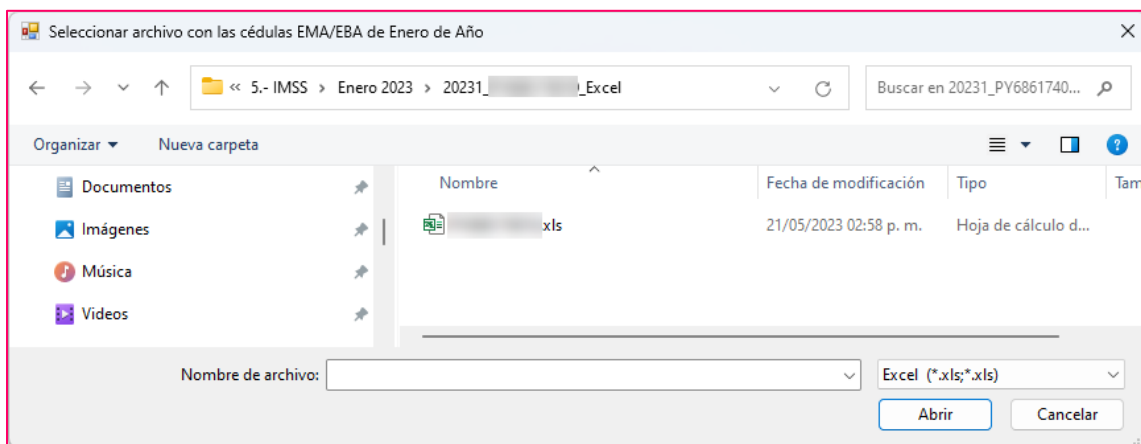 Seleccionar archivo con las cédulas EMA/EBA de Enero de Año
« 5.- IMSS > Enero 2023 > 20231_ _Excel
Buscar en 20231_PY6861740...
Organizar
Nueva carpeta
Nombre
Fecha de modificación
Tipo
Tam
Documentos
Imágenes
Música
Videos
.xls
21/05/2023 02:58 p. m.
Hoja de cálculo d...
Nombre de archivo:
Excel (*.xls;*.xls)
Abrir
Cancelar